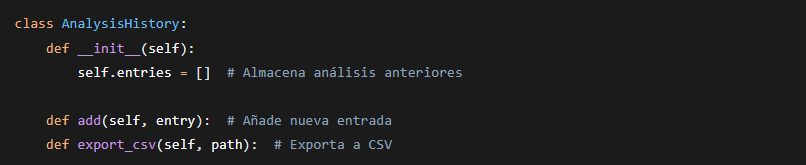 class AnalysisHistory:
    def __init__(self):
        self.entries = []  # Almacena análisis anteriores
    def add(self, entry):  # Añade nueva entrada
    def export_csv(self, path):  # Exporta a CSV